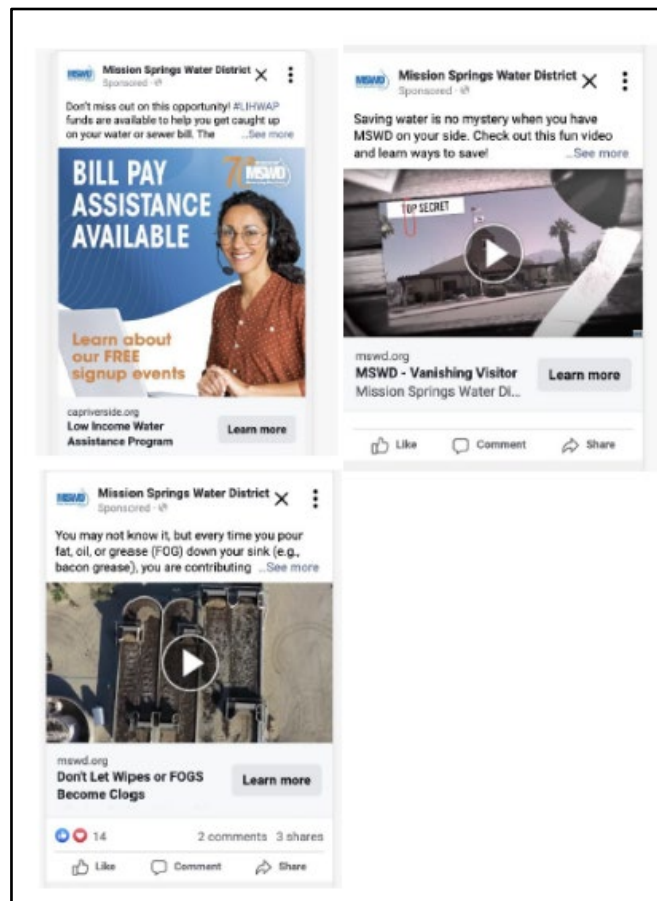 MSWD Mission Springs Water District
Sponsored
Don't miss out on this opportunity! #LIHWAP
funds are available to help you get caught up
on your water or sewer bill. The ...See more
BILL PAY
ASSISTANCE
AVAILABLE
MSWD
Learn about
our FREE
signup events
capriverside.org
Low Income Water
Assistance Program
Learn more
MSWD Mission Springs Water District
Sponsored
Saving water is no mystery when you have
MSWD on your side. Check out this fun video
and learn ways to save! ...See more
TOP SECRET
mswd.org
MSWD - Vanishing Visitor
Mission Springs Water Di...
Learn more
Like Comment Share
MSWD Mission Springs Water District
Sponsored
You may not know it, but every time you pour
fat, oil, or grease (FOG) down your sink (e.g.,
bacon grease), you are contributing ...See more
mswd.org
Don't Let Wipes or FOGS
Become Clogs
Learn more
14 2 comments 3 shares
Like Comment Share